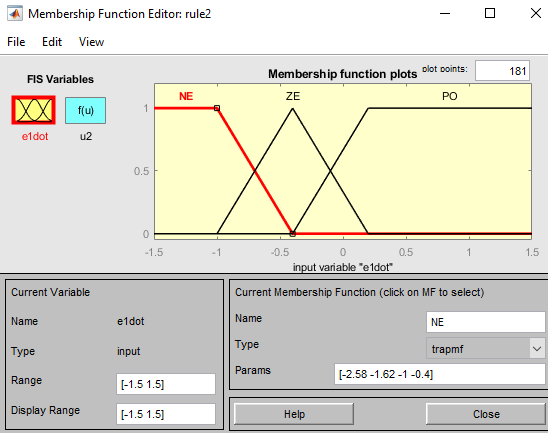 Membership Function Editor: rule2
File Edit View
FIS Variables
f(u)
e1dot u2
Membership function plots plot points: 181
NE ZE PO
1
0.5
0
-1.5 -1 -0.5 0 0.5 1 1.5
input variable "e1dot"
Current Variable
Name e1dot
Type input
Range [-1.5 1.5]
Display Range [-1.5 1.5]
Current Membership Function (click on MF to select)
Name NE
Type trapmf
Params [-2.58 -1.62 -1 -0.4]
Help Close